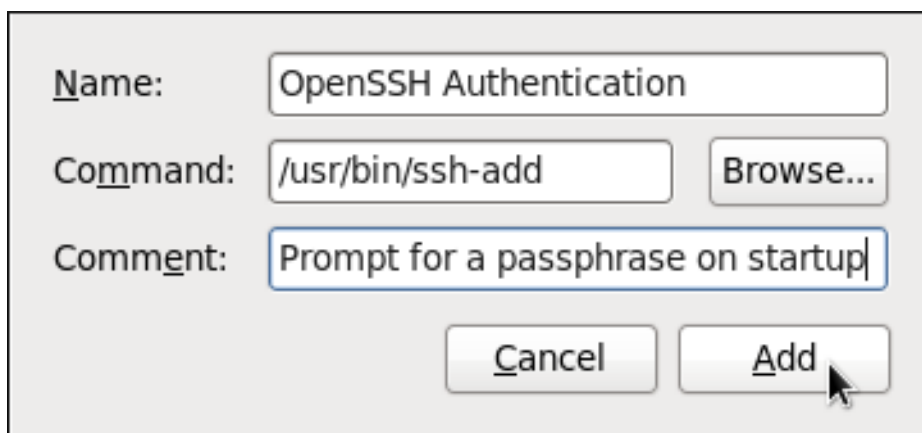 Name: OpenSSH Authentication
Command: /usr/bin/ssh-add Browse...
Comment: Prompt for a passphrase on startup
Cancel Add